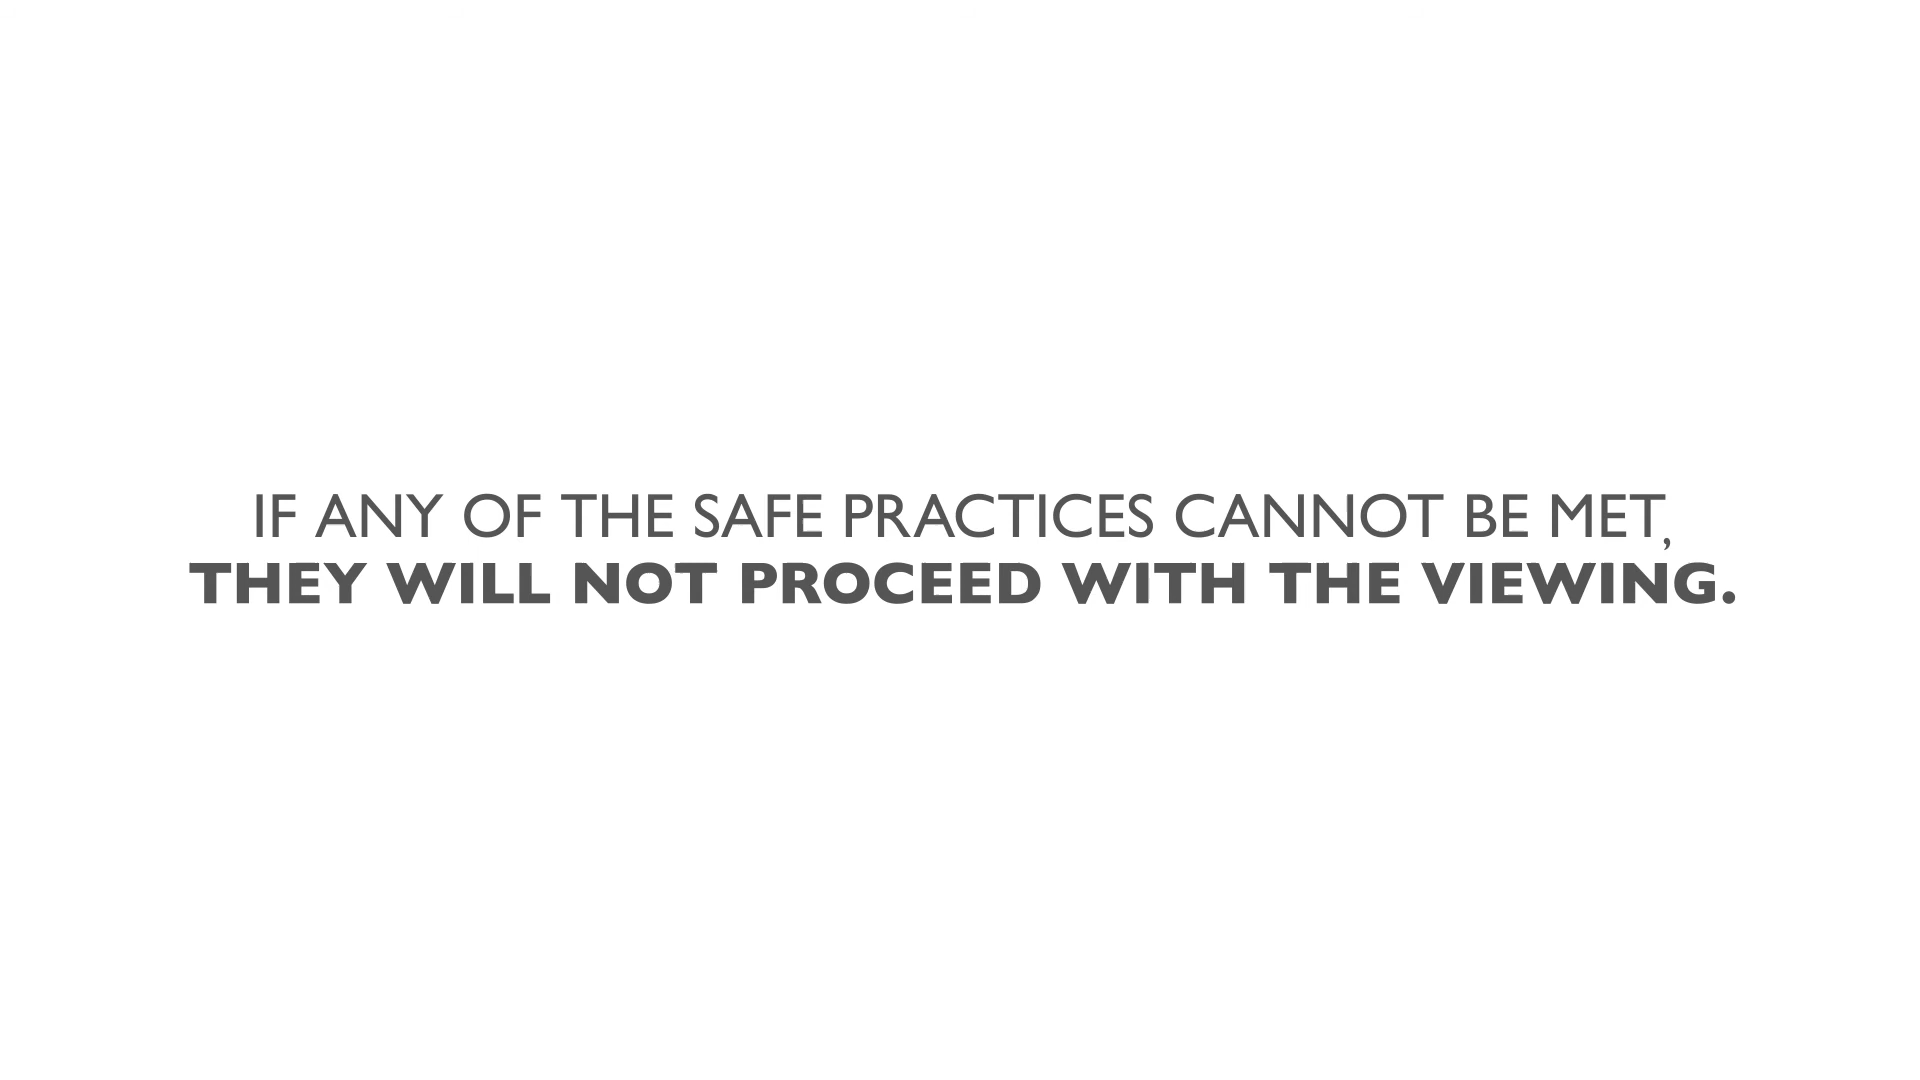 IF ANY OF THE SAFE PRACTICES CANNOT BE MET,
THEY WILL NOT PROCEED WITH THE VIEWING.